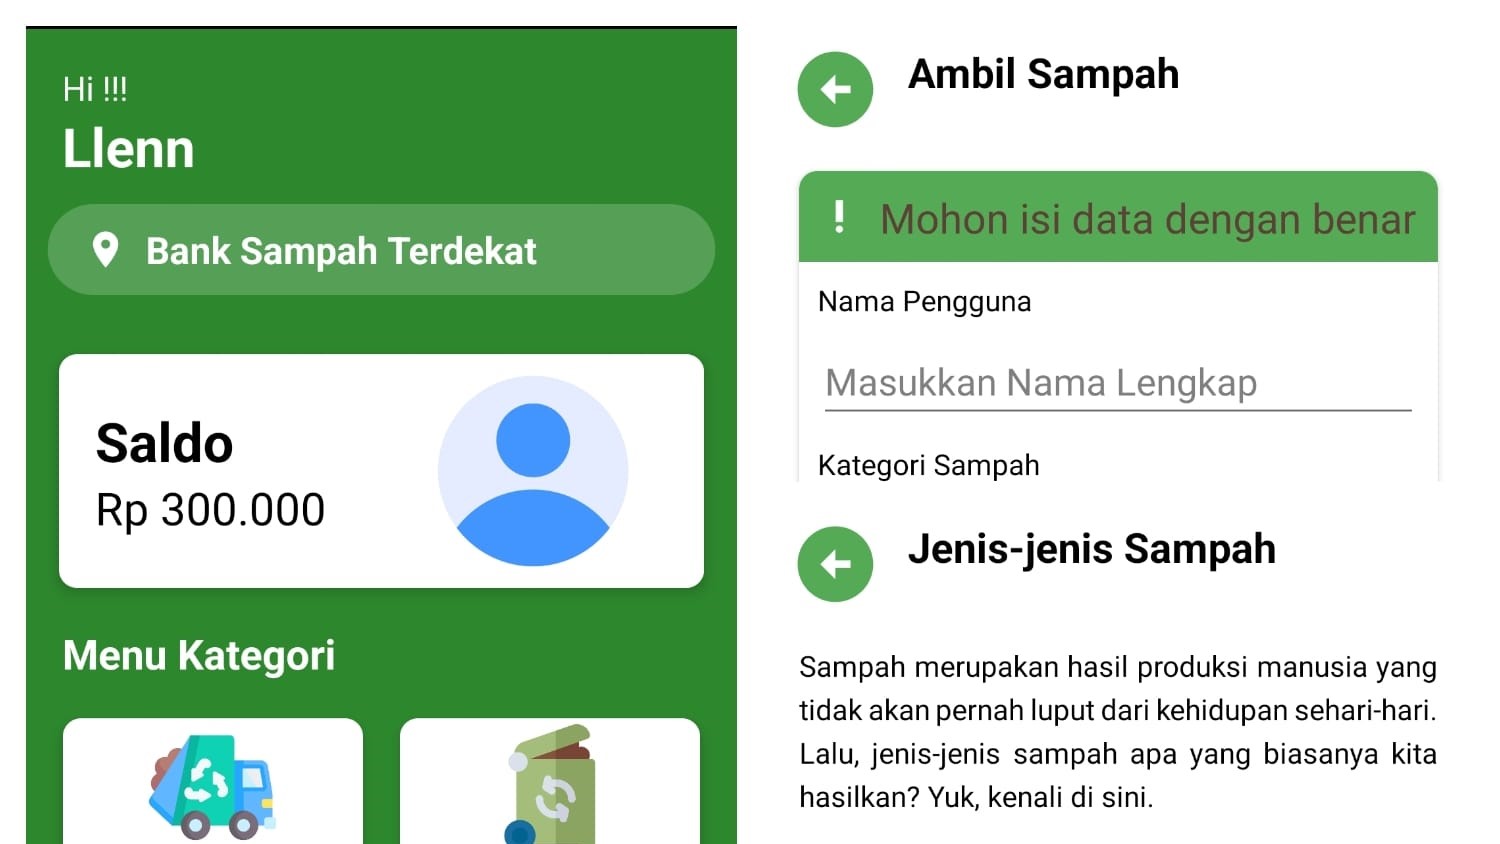 Hi !!!
Llenn
Bank Sampah Terdekat
Saldo
Rp 300.000
Menu Kategori
Ambil Sampah
! Mohon isi data dengan benar
Nama Pengguna
Masukkan Nama Lengkap
Kategori Sampah
Jenis-jenis Sampah
Sampah merupakan hasil produksi manusia yang
tidak akan pernah luput dari kehidupan sehari-hari.
Lalu, jenis-jenis sampah apa yang biasanya kita
hasilkan? Yuk, kenali di sini.